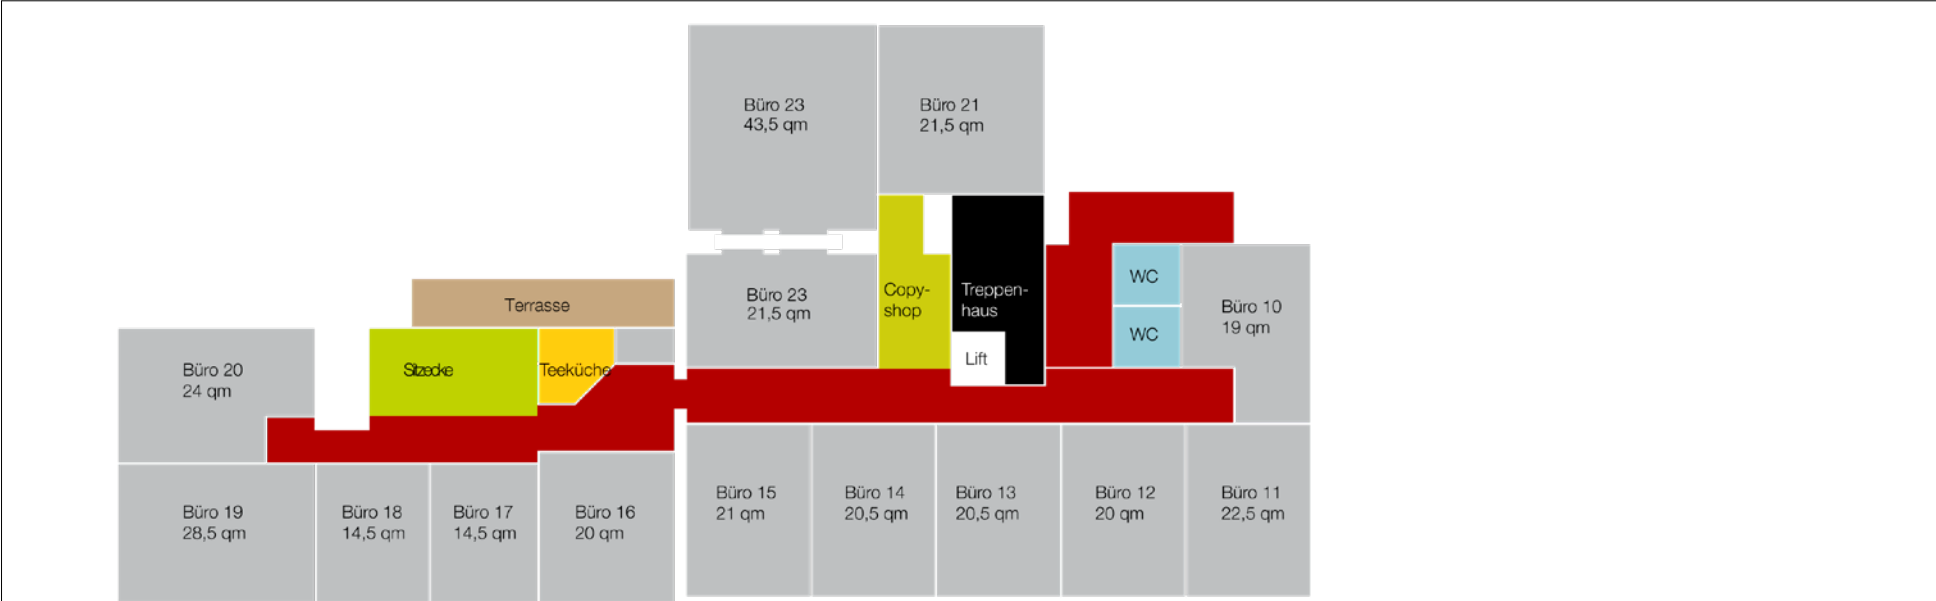 Büro 23
43,5 qm
Büro 21
21,5 qm
Büro 23
21,5 qm
Copy-
shop
Treppen-
haus
Lift
WC
WC
Büro 10
19 qm
Terrasse
Sitzecke
Teeküche
Büro 20
24 qm
Büro 19
28,5 qm
Büro 18
14,5 qm
Büro 17
14,5 qm
Büro 16
20 qm
Büro 15
21 qm
Büro 14
20,5 qm
Büro 13
20,5 qm
Büro 12
20 qm
Büro 11
22,5 qm